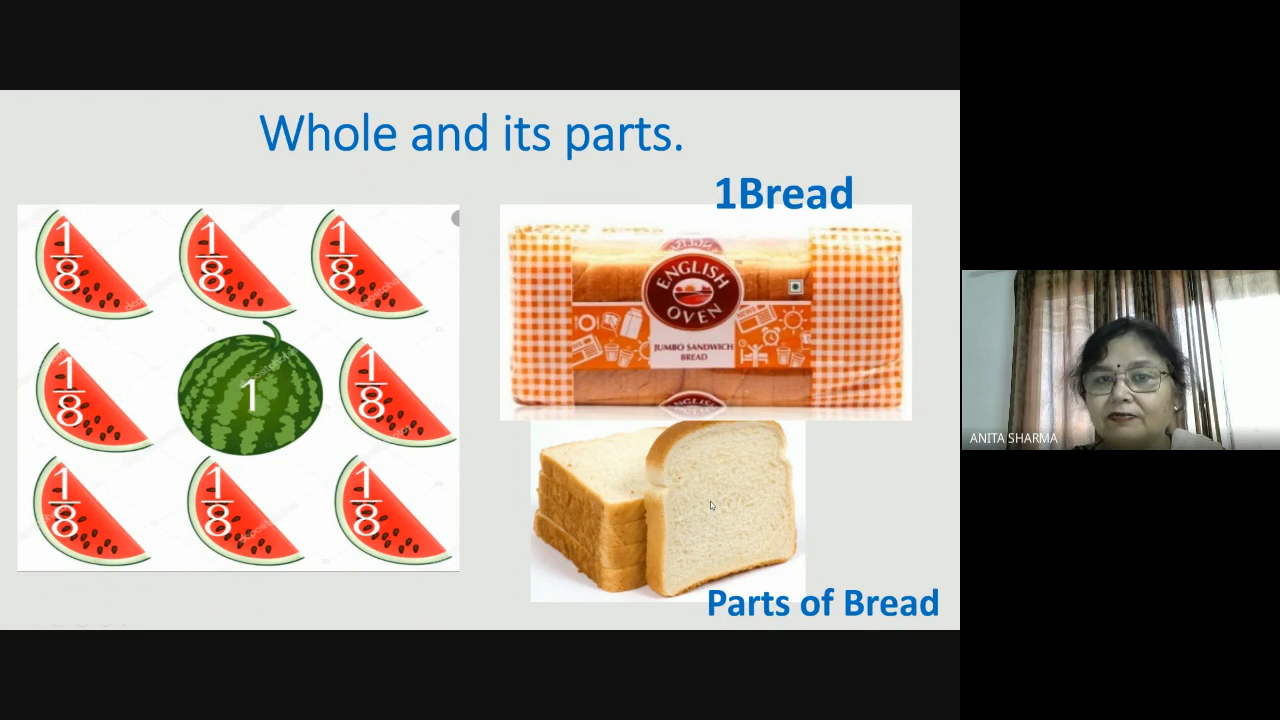 Whole and its parts.
1Bread
1/8
1/8
1/8
1/8
1
1/8
1/8
1/8
1/8
ENGLISH
OVEN
JUMBO SANDWICH
BREAD
ENGLISH
Parts of Bread
ANITA SHARMA